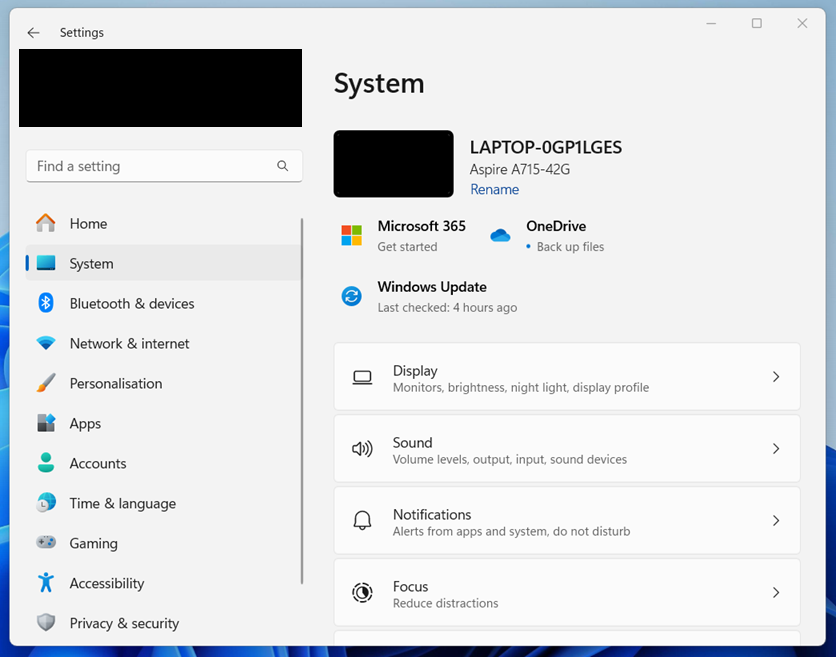 Settings
Find a setting
Home
System
Bluetooth & devices
Network & internet
Personalisation
Apps
Accounts
Time & language
Gaming
Accessibility
Privacy & security
System
LAPTOP-0GP1LGES
Aspire A715-42G
Rename
Microsoft 365
Get started
OneDrive
Back up files
Windows Update
Last checked: 4 hours ago
Display
Monitors, brightness, night light, display profile
Sound
Volume levels, output, input, sound devices
Notifications
Alerts from apps and system, do not disturb
Focus
Reduce distractions